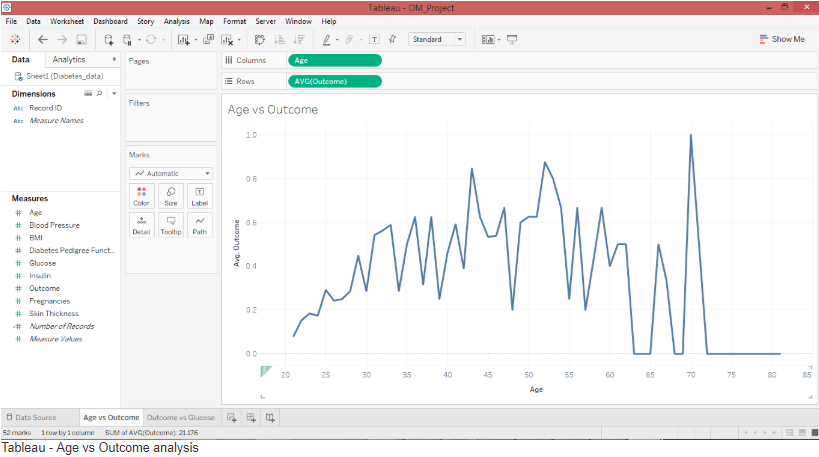 Tableau - DM_Project
File Data Worksheet Dashboard Story Analysis Map Format Server Window Help
Standard
Show Me
Data Analytics
Sheet1 (Diabetes_data)
Dimensions
Abc Record ID
Abc Measure Names
Measures
# Age
# Blood Pressure
# BMI
# Diabetes Pedigree Funct...
# Glucose
# Insulin
# Outcome
# Pregnancies
# Skin Thickness
=# Number of Records
# Measure Values
Pages
Filters
Marks
Automatic
Color Size Label
Detail Tooltip Path
Columns Age
Rows AVG(Outcome)
Age vs Outcome
1.0
0.8
0.6
0.4
0.2
0.0
Avg. Outcome
20 25 30 35 40 45 50 55 60 65 70 75 80 85
Age
Data Source Age vs Outcome Outcome vs Glucose
52 marks 1 row by 1 column SUM of AVG(Outcome): 21.176
Tableau - Age vs Outcome analysis